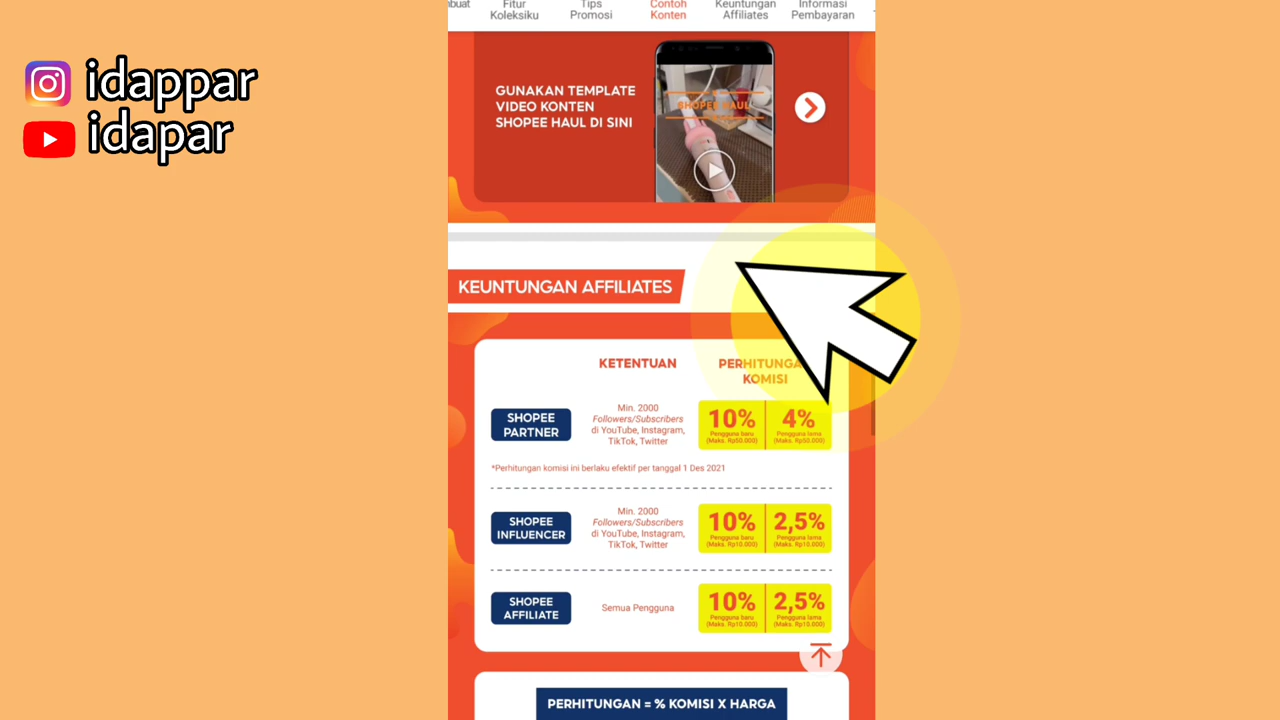 idappar
idapar
Fitur
Koleksiku
Tips
Promosi
Contoh
Konten
Keuntungan
Affiliates
Informasi
Pembayaran
GUNAKAN TEMPLATE
VIDEO KONTEN
SHOPEE HAUL DI SINI
SHOPEE HAUL
KEUNTUNGAN AFFILIATES
KETENTUAN
KOMISI
SHOPEE
PARTNER
Min. 2000
Followers/Subscribers
di YouTube, Instagram,
TikTok, Twitter
10%
Pengguna baru
(Maks. Rp50.000)
4%
Pengguna lama
(Maks. Rp50.000)
*Perhitungan komisi ini berlaku efektif per tanggal 1 Des 2021
SHOPEE
INFLUENCER
Min. 2000
Followers/Subscribers
di YouTube, Instagram,
TikTok, Twitter
10%
Pengguna baru
(Maks. Rp10.000)
2,5%
Pengguna lama
(Maks. Rp10.000)
SHOPEE
AFFILIATE
Semua Pengguna
10%
Pengguna baru
(Maks. Rp10.000)
2,5%
Pengguna lama
(Maks. Rp10.000)
PERHITUNGAN = % KOMISI X HARGA